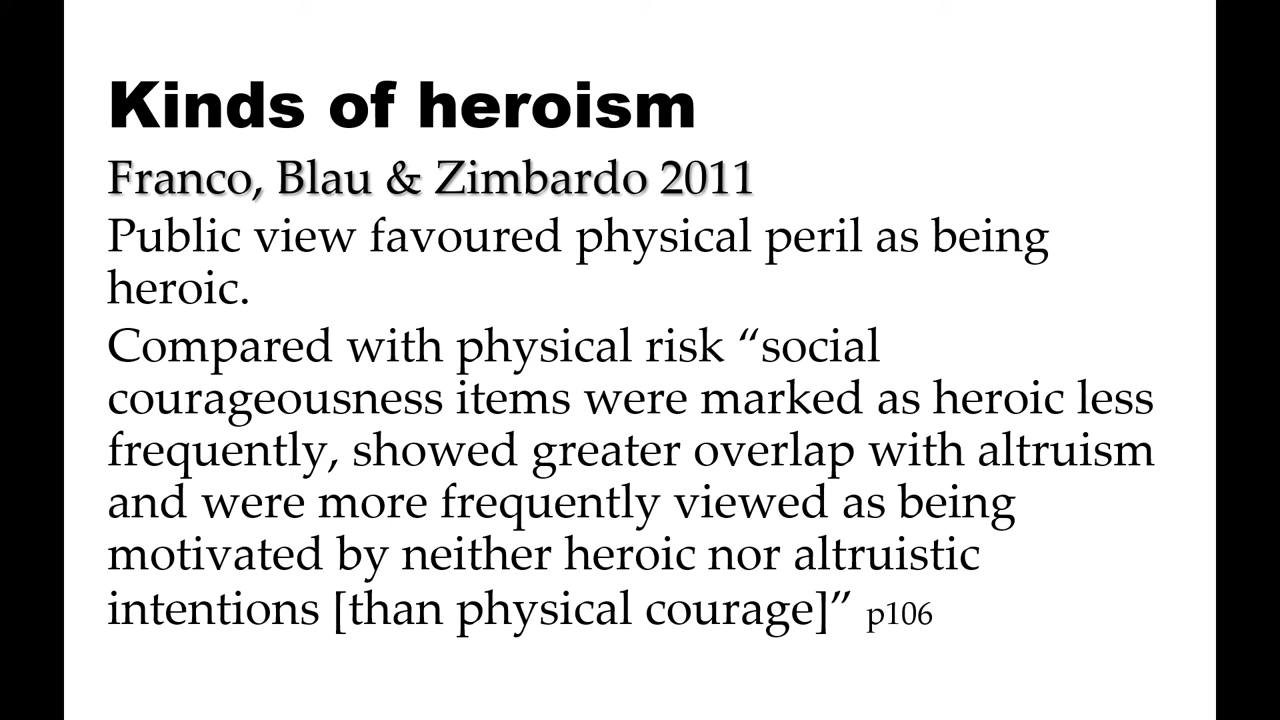 Kinds of heroism
Franco, Blau & Zimbardo 2011
Public view favoured physical peril as being
heroic.
Compared with physical risk “social
courageousness items were marked as heroic less
frequently, showed greater overlap with altruism
and were more frequently viewed as being
motivated by neither heroic nor altruistic
intentions [than physical courage]” p106